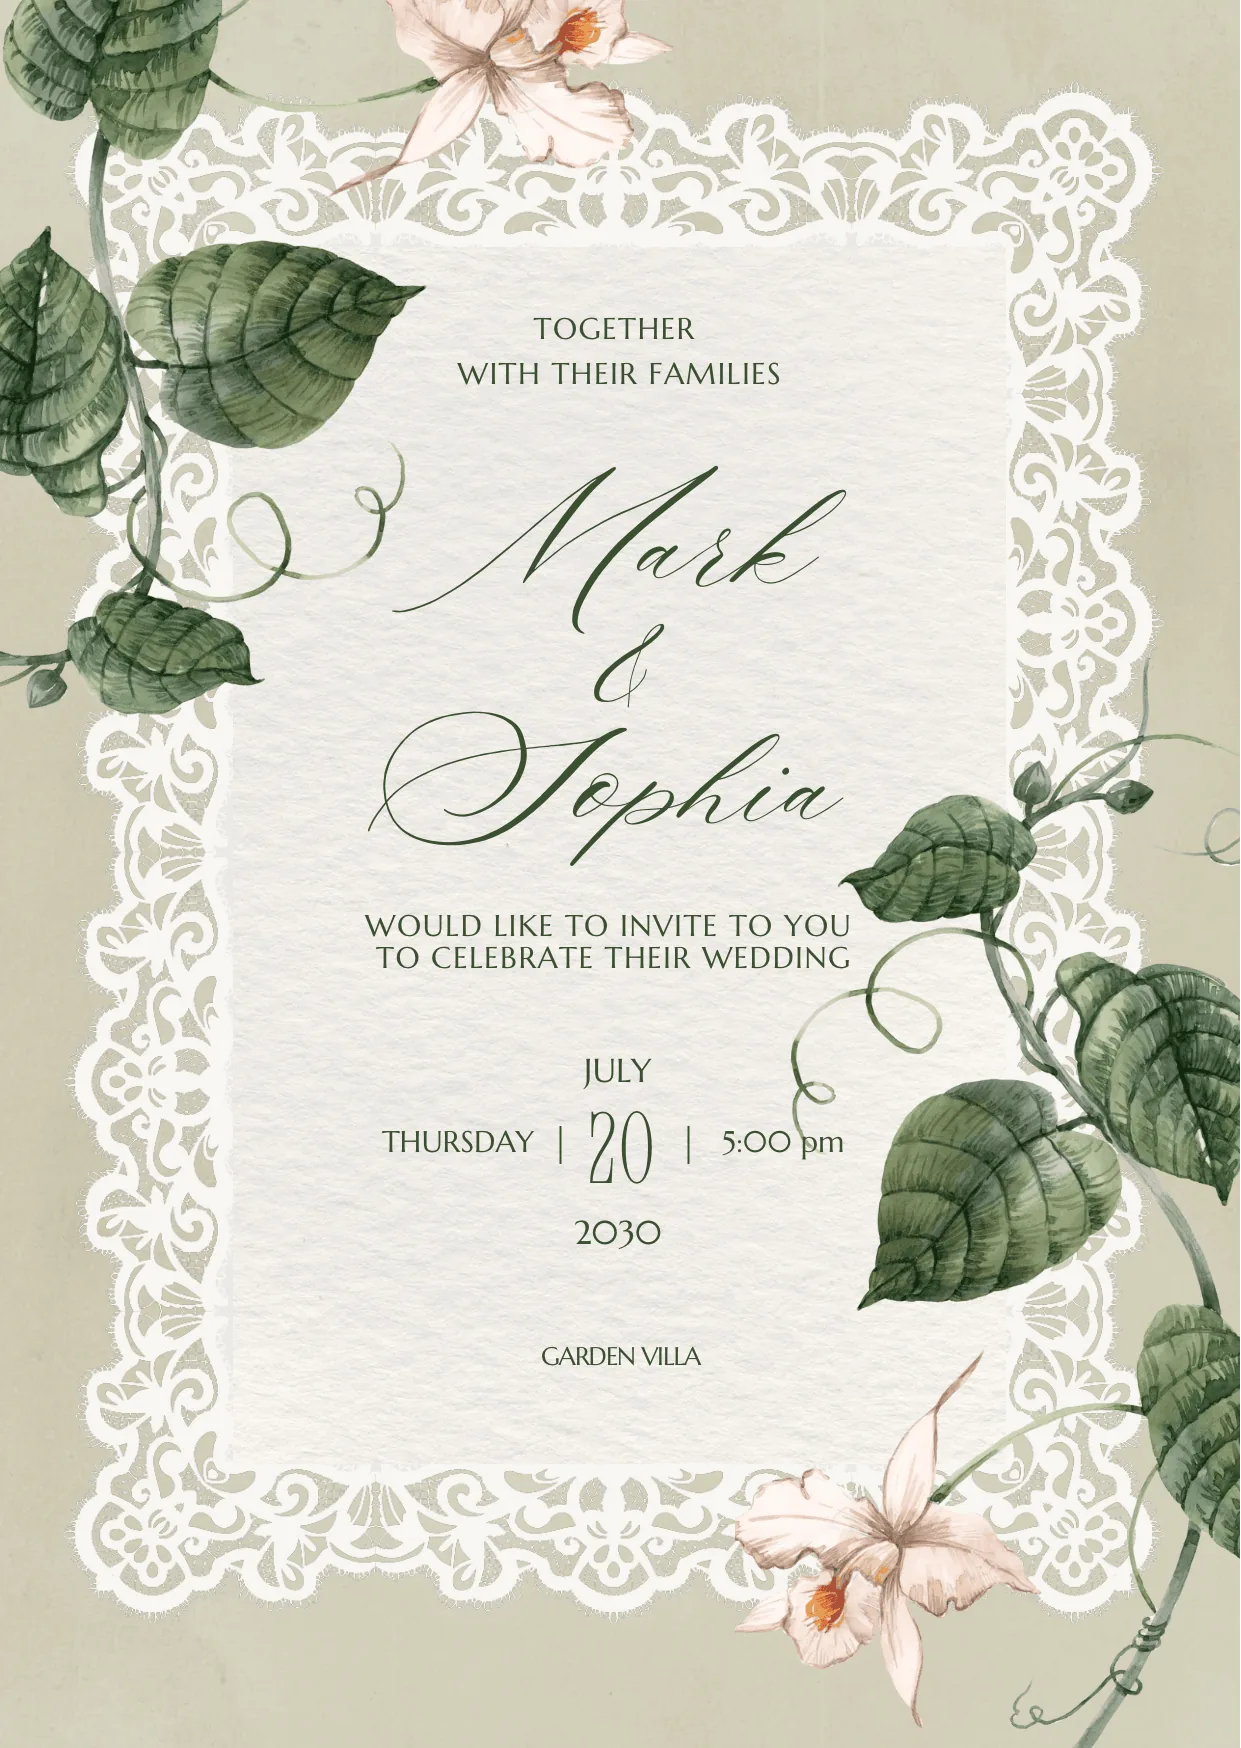 TOGETHER
WITH THEIR FAMILIES
Mark
&
Sophia
WOULD LIKE TO INVITE TO YOU
TO CELEBRATE THEIR WEDDING
JULY
THURSDAY | 20 | 5:00 pm
2030
GARDEN VILLA